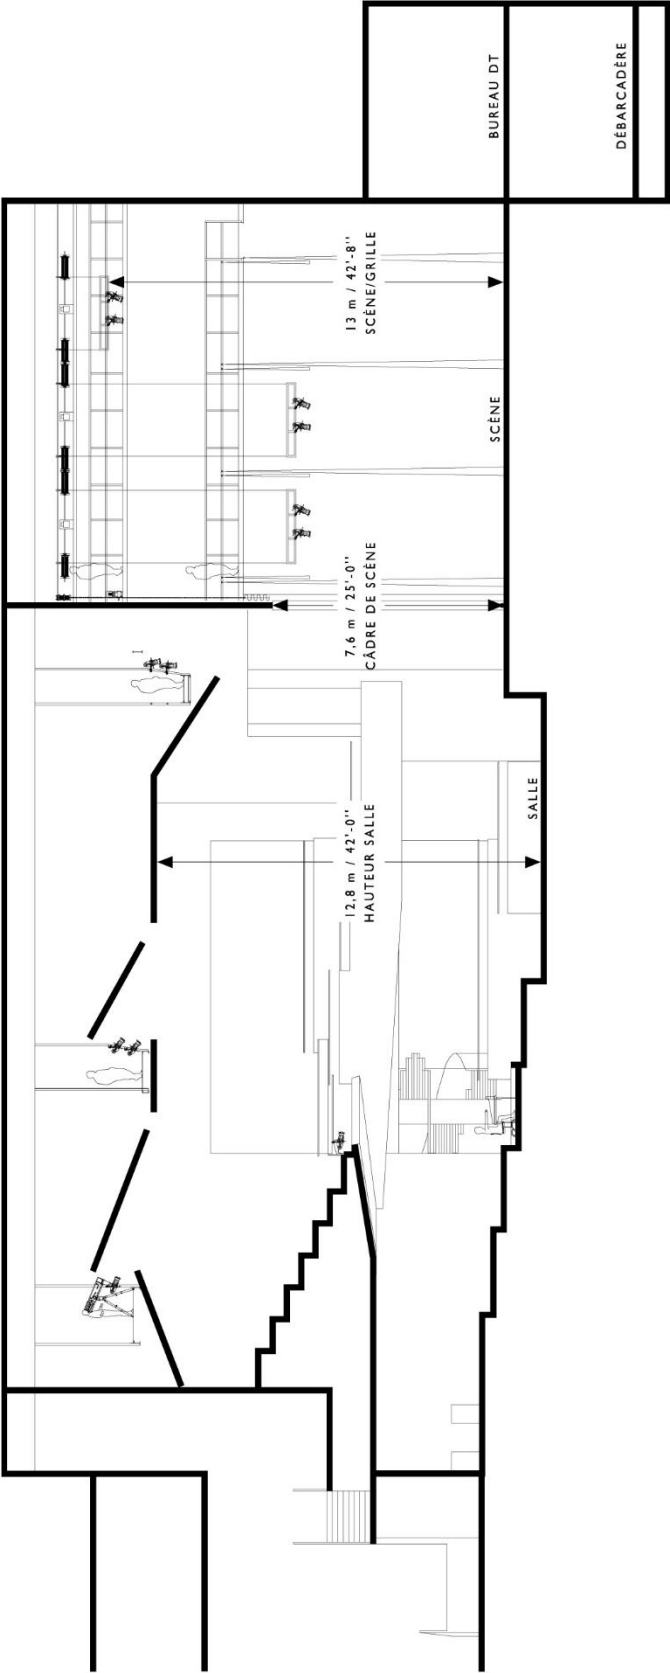 BUREAU DT
DÉBARCADÈRE
13 m / 42'-8''
SCÈNE/GRILLE
SCÈNE
7,6 m / 25'-0''
CÂDRE DE SCÈNE
12,8 m / 42'-0''
HAUTEUR SALLE
SALLE